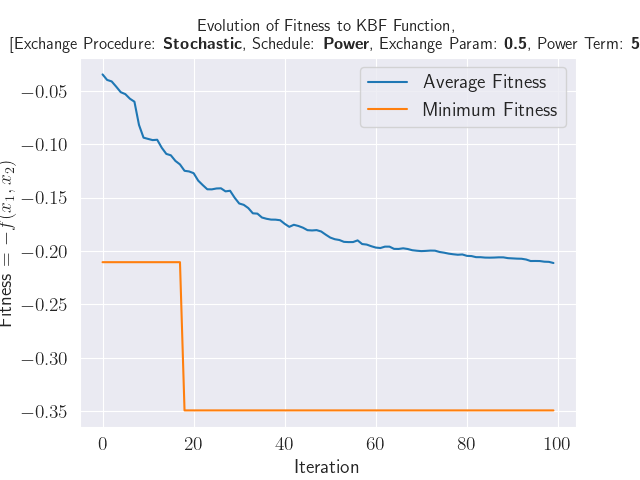 Evolution of Fitness to KBF Function,
[Exchange Procedure: Stochastic, Schedule: Power, Exchange Param: 0.5, Power Term: 5
Average Fitness
Minimum Fitness
Fitness = −f(x₁, x₂)
−0.05
−0.10
−0.15
−0.20
−0.25
−0.30
−0.35
0 20 40 60 80 100
Iteration